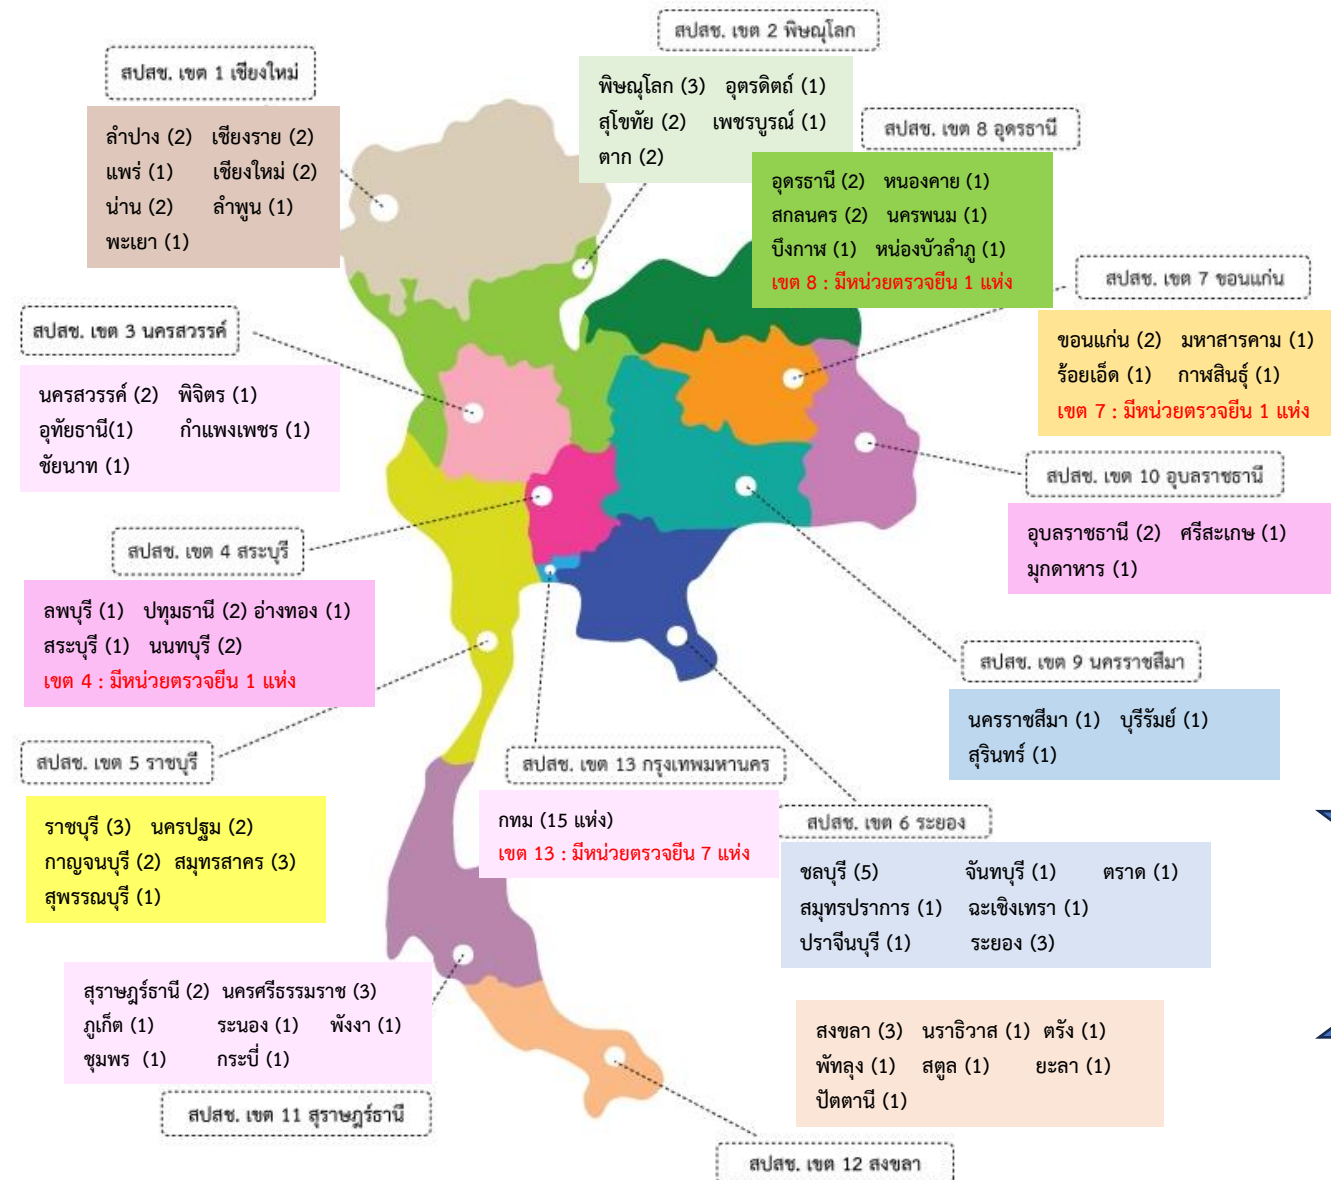 สปสช. เขต 2 พิษณุโลก
พิษณุโลก (3) อุตรดิตถ์ (1)
สุโขทัย (2) เพชรบูรณ์ (1)
ตาก (2)
สปสช. เขต 1 เชียงใหม่
ลำปาง (2) เชียงราย (2)
แพร่ (1) เชียงใหม่ (2)
น่าน (2) ลำพูน (1)
พะเยา (1)
สปสช. เขต 8 อุดรธานี
อุดรธานี (2) หนองคาย (1)
สกลนคร (2) นครพนม (1)
บึงกาฬ (1) หน่องบัวลำภู (1)
เขต 8 : มีหน่วยตรวจยีน 1 แห่ง
สปสช. เขต 7 ขอนแก่น
ขอนแก่น (2) มหาสารคาม (1)
ร้อยเอ็ด (1) กาฬสินธุ์ (1)
เขต 7 : มีหน่วยตรวจยีน 1 แห่ง
สปสช. เขต 3 นครสวรรค์
นครสวรรค์ (2) พิจิตร (1)
อุทัยธานี(1) กำแพงเพชร (1)
ชัยนาท (1)
สปสช. เขต 10 อุบลราชธานี
อุบลราชธานี (2) ศรีสะเกษ (1)
มุกดาหาร (1)
สปสช. เขต 4 สระบุรี
ลพบุรี (1) ปทุมธานี (2) อ่างทอง (1)
สระบุรี (1) นนทบุรี (2)
เขต 4 : มีหน่วยตรวจยีน 1 แห่ง
สปสช. เขต 9 นครราชสีมา
นครราชสีมา (1) บุรีรัมย์ (1)
สุรินทร์ (1)
สปสช. เขต 5 ราชบุรี
ราชบุรี (3) นครปฐม (2)
กาญจนบุรี (2) สมุทรสาคร (3)
สุพรรณบุรี (1)
สปสช. เขต 13 กรุงเทพมหานคร
กทม (15 แห่ง)
เขต 13 : มีหน่วยตรวจยีน 7 แห่ง
สปสช. เขต 6 ระยอง
ชลบุรี (5) จันทบุรี (1) ตราด (1)
สมุทรปราการ (1) ฉะเชิงเทรา (1)
ปราจีนบุรี (1) ระยอง (3)
สุราษฎร์ธานี (2) นครศรีธรรมราช (3)
ภูเก็ต (1) ระนอง (1) พังงา (1)
ชุมพร (1) กระบี่ (1)
สปสช. เขต 11 สุราษฎร์ธานี
สงขลา (3) นราธิวาส (1) ตรัง (1)
พัทลุง (1) สตูล (1) ยะลา (1)
ปัตตานี (1)
สปสช. เขต 12 สงขลา